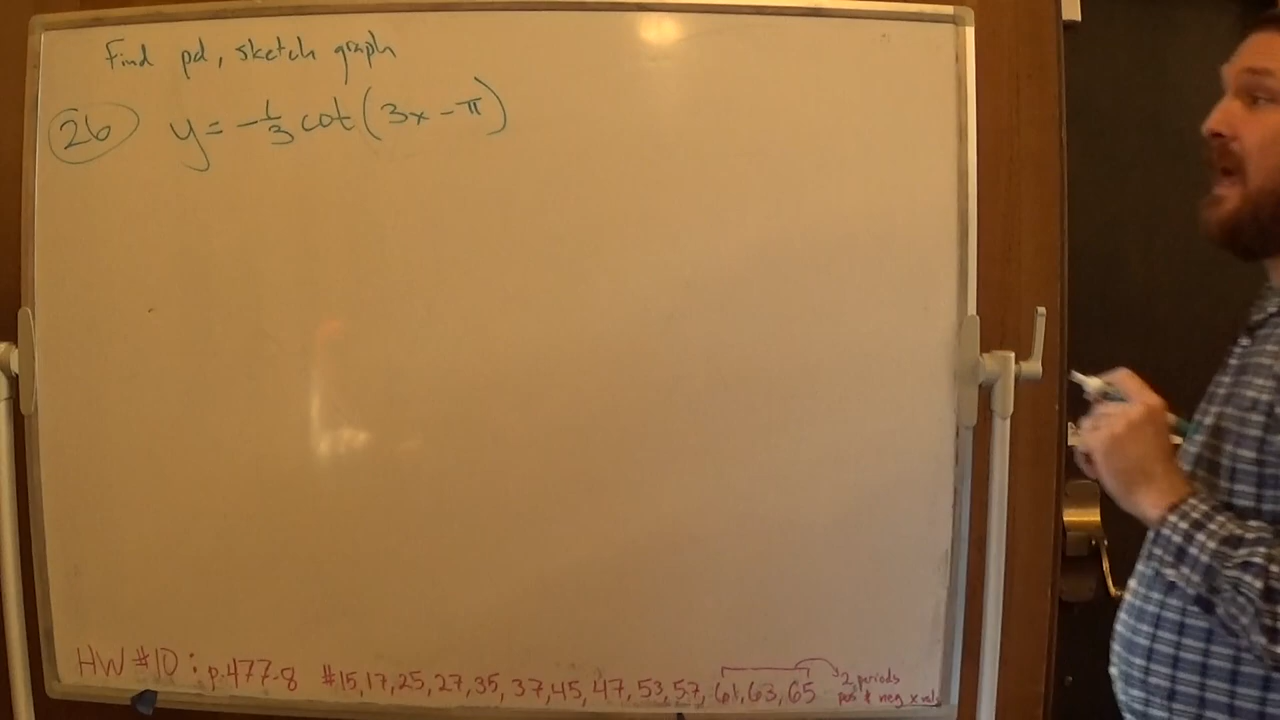 Find pd, sketch graph
26 y = -1/3 cot(3x - π)
HW #10 : p.477-8 #15,17,25,27,35,37,45,47,53,57,61,63,65
2 periods
pos & neg x vals